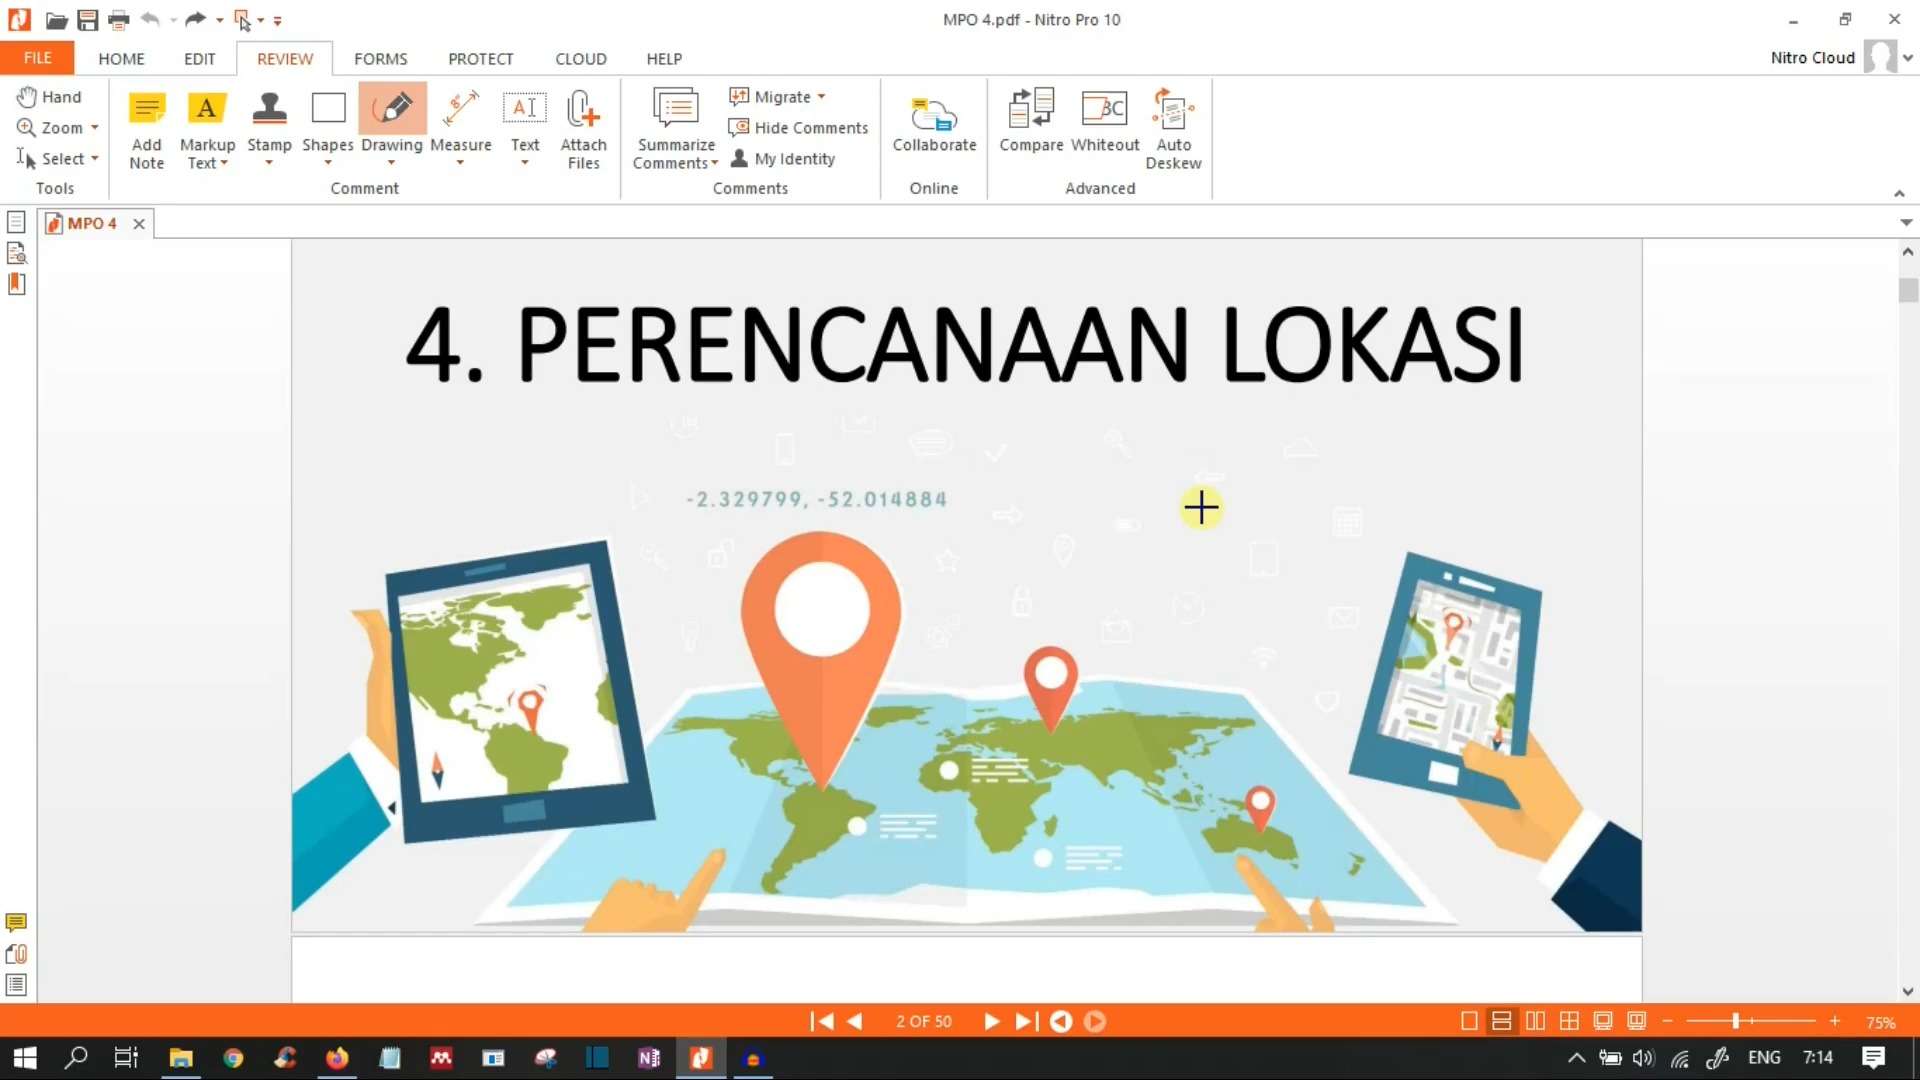 MPO 4.pdf - Nitro Pro 10
FILE
HOME
EDIT
REVIEW
FORMS
PROTECT
CLOUD
HELP
Nitro Cloud
Hand
Zoom
Select
Tools
Add
Note
Markup
Text
Stamp
Shapes
Drawing
Measure
Text
Attach
Files
Comment
Summarize
Comments
Migrate
Hide Comments
My Identity
Comments
Collaborate
Online
Compare
Whiteout
Auto
Deskew
Advanced
MPO 4
4. PERENCANAAN LOKASI
-2.329799, -52.014884
2 OF 50
75%
ENG
7:14